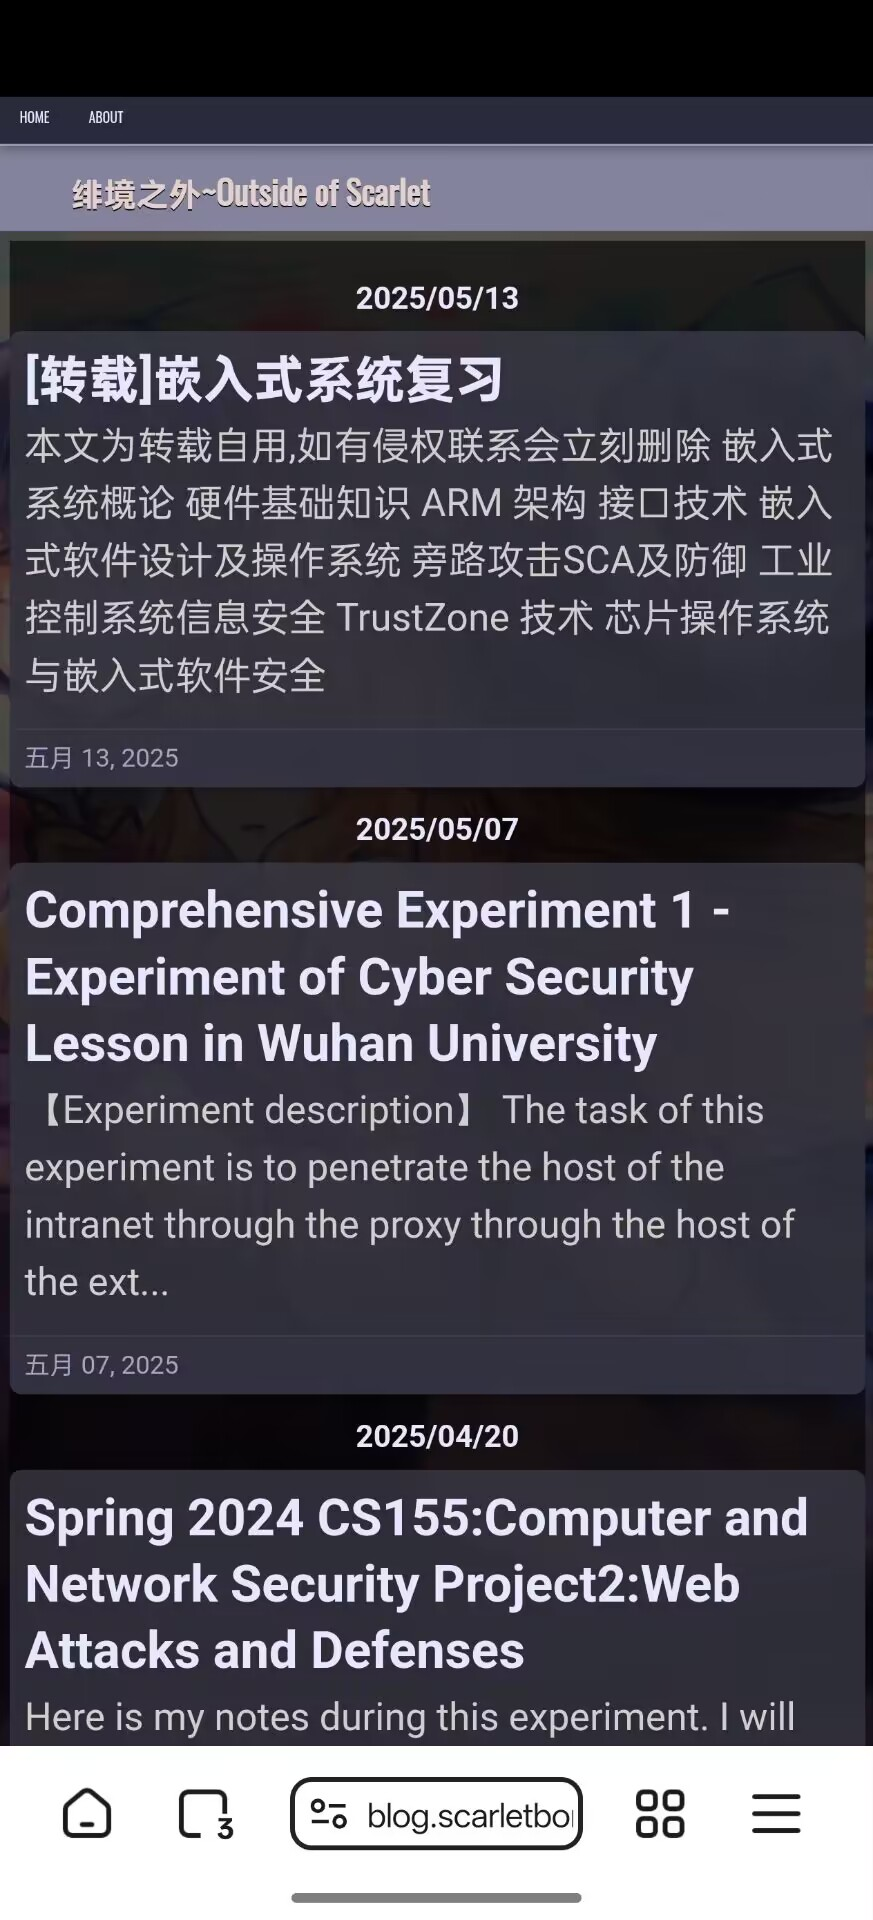 HOME ABOUT
绯境之外~Outside of Scarlet
2025/05/13
[转载]嵌入式系统复习
本文为转载自用,如有侵权联系会立刻删除 嵌入式
系统概论 硬件基础知识 ARM 架构 接口技术 嵌入
式软件设计及操作系统 旁路攻击SCA及防御 工业
控制系统信息安全 TrustZone 技术 芯片操作系统
与嵌入式软件安全
五月 13, 2025
2025/05/07
Comprehensive Experiment 1 -
Experiment of Cyber Security
Lesson in Wuhan University
【Experiment description】 The task of this
experiment is to penetrate the host of the
intranet through the proxy through the host of
the ext...
五月 07, 2025
2025/04/20
Spring 2024 CS155:Computer and
Network Security Project2:Web
Attacks and Defenses
Here is my notes during this experiment. I will
3 blog.scarletbo